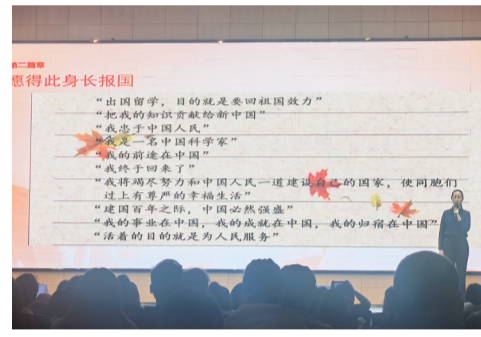 第二篇章
愿得此身长报国
“出国留学，目的就是要回祖国效力”
“把我的知识贡献给新中国”
“我忠于中国人民”
“我是一名中国科学家”
“我的前途在中国”
“我终于回来了”
“我将竭尽努力和中国人民一道建设自己的国家，使同胞们
过上有尊严的幸福生活”
“建国百年之际，中国必然强盛”
“我的事业在中国，我的成就在中国，我的归宿在中国”
“活着的目的就是为人民服务”